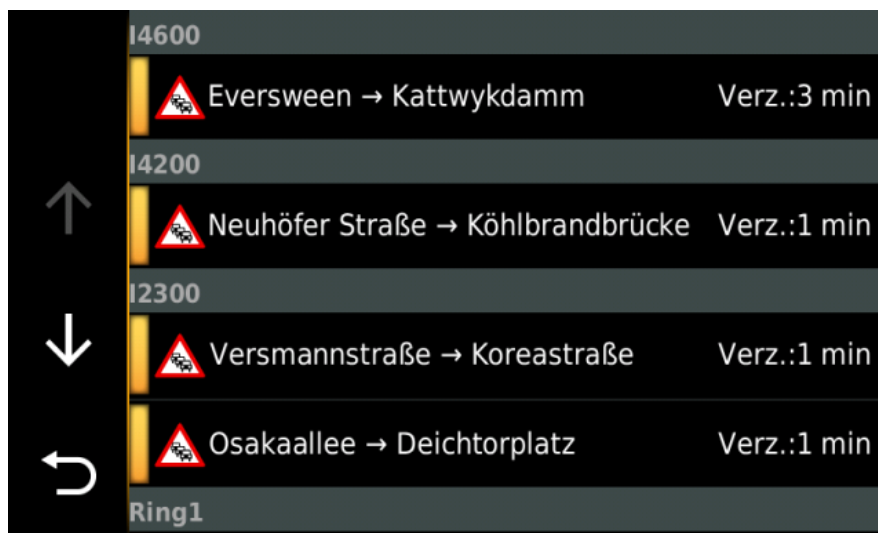 I4600
Eversween → Kattwykdamm Verz.:3 min
I4200
Neuhöfer Straße → Köhlbrandbrücke Verz.:1 min
I2300
Versmannstraße → Koreastraße Verz.:1 min
Osakaallee → Deichtorplatz Verz.:1 min
Ring1